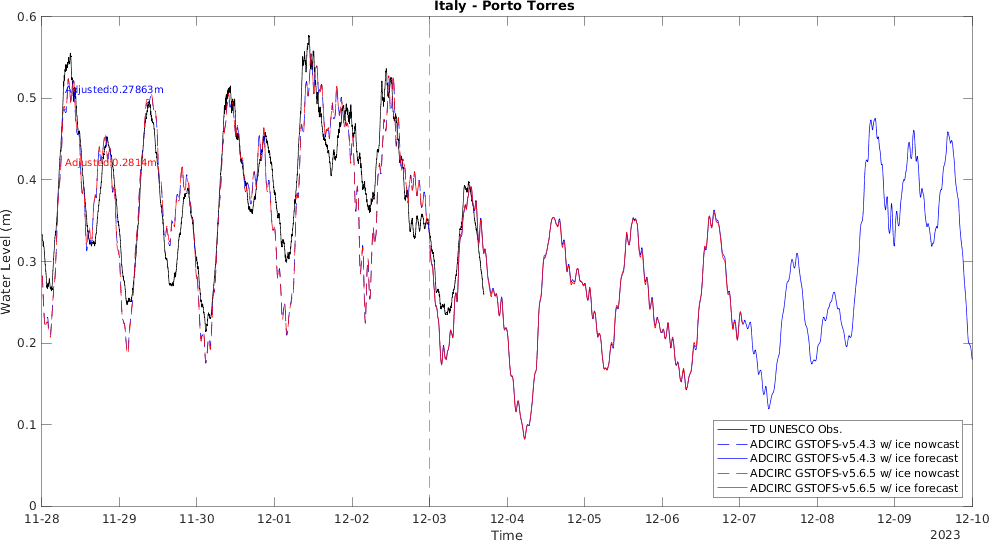 Italy - Porto Torres
Water Level (m)
0.6
0.5
0.4
0.3
0.2
0.1
0
Adjusted:0.27863m
Adjusted:0.2814m
TD UNESCO Obs.
ADCIRC GSTOFS-v5.4.3 w/ ice nowcast
ADCIRC GSTOFS-v5.4.3 w/ ice forecast
ADCIRC GSTOFS-v5.6.5 w/ ice nowcast
ADCIRC GSTOFS-v5.6.5 w/ ice forecast
11-28 11-29 11-30 12-01 12-02 12-03 12-04 12-05 12-06 12-07 12-08 12-09 12-10
Time
2023